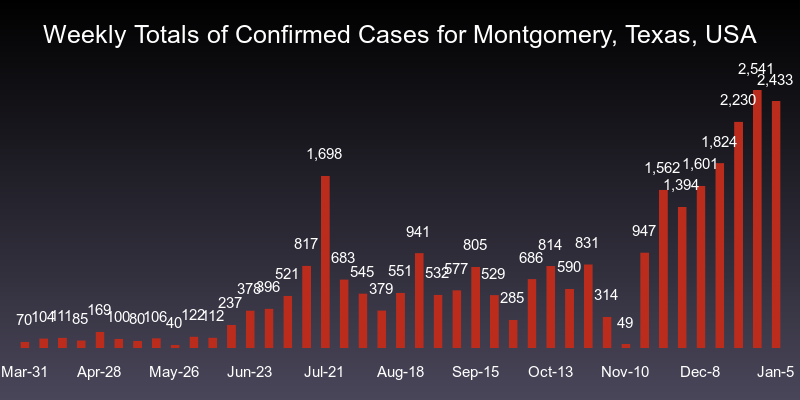 Weekly Totals of Confirmed Cases for Montgomery, Texas, USA
70 104 111 85 169 100 80 106 40 122 112 237 378 396 521 817 1,698 683 545 379 551 941 532 577 805 529 285 686 814 590 831 314 49 947 1,562 1,394 1,601 1,824 2,230 2,541 2,433
Mar-31 Apr-28 May-26 Jun-23 Jul-21 Aug-18 Sep-15 Oct-13 Nov-10 Dec-8 Jan-5